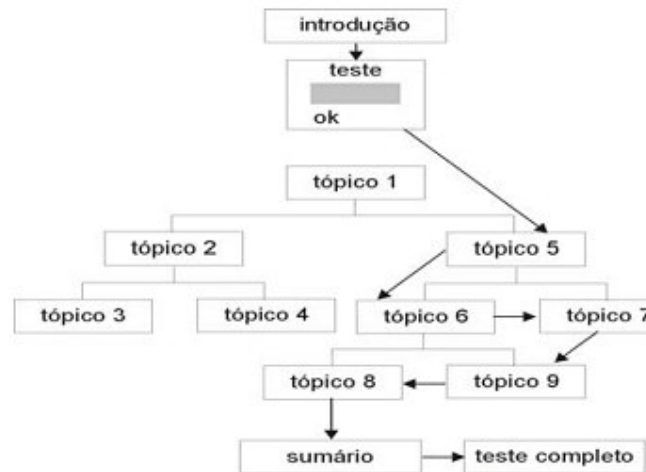 introdução
teste
ok
tópico 1
tópico 2
tópico 5
tópico 3
tópico 4
tópico 6
tópico 7
tópico 8
tópico 9
sumário
teste completo